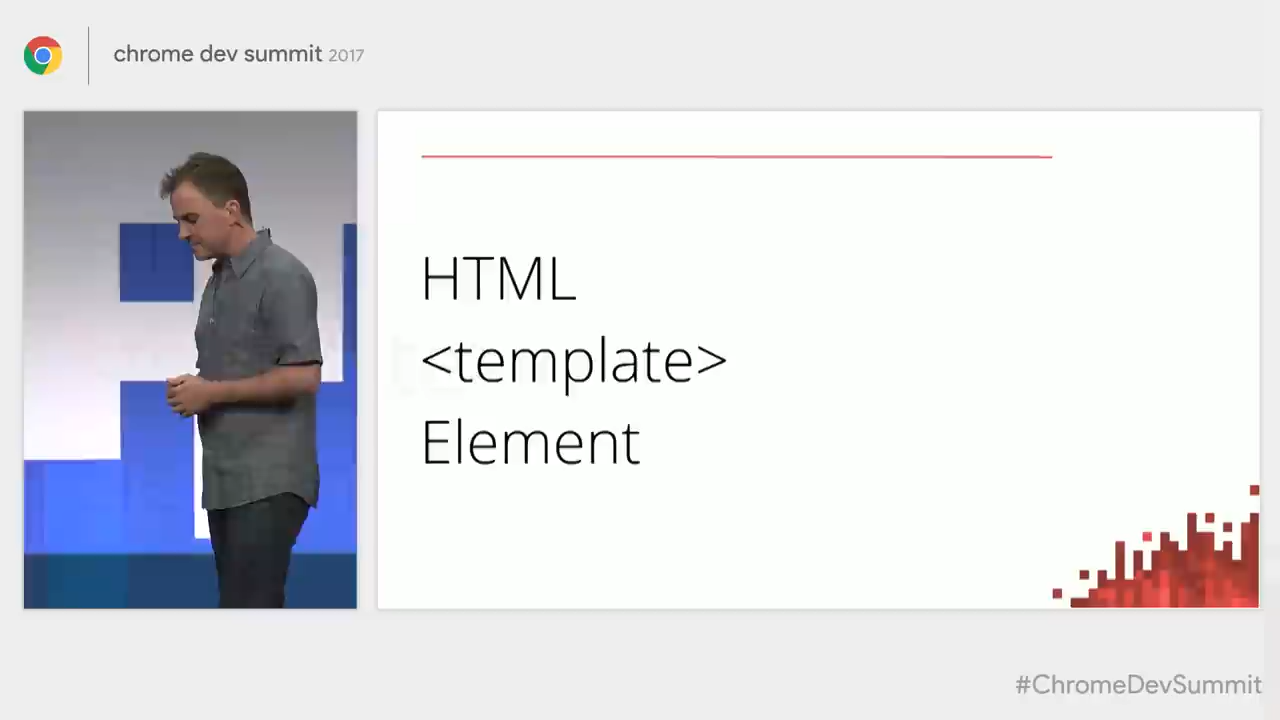 chrome dev summit 2017
HTML
<template>
Element
#ChromeDevSummit